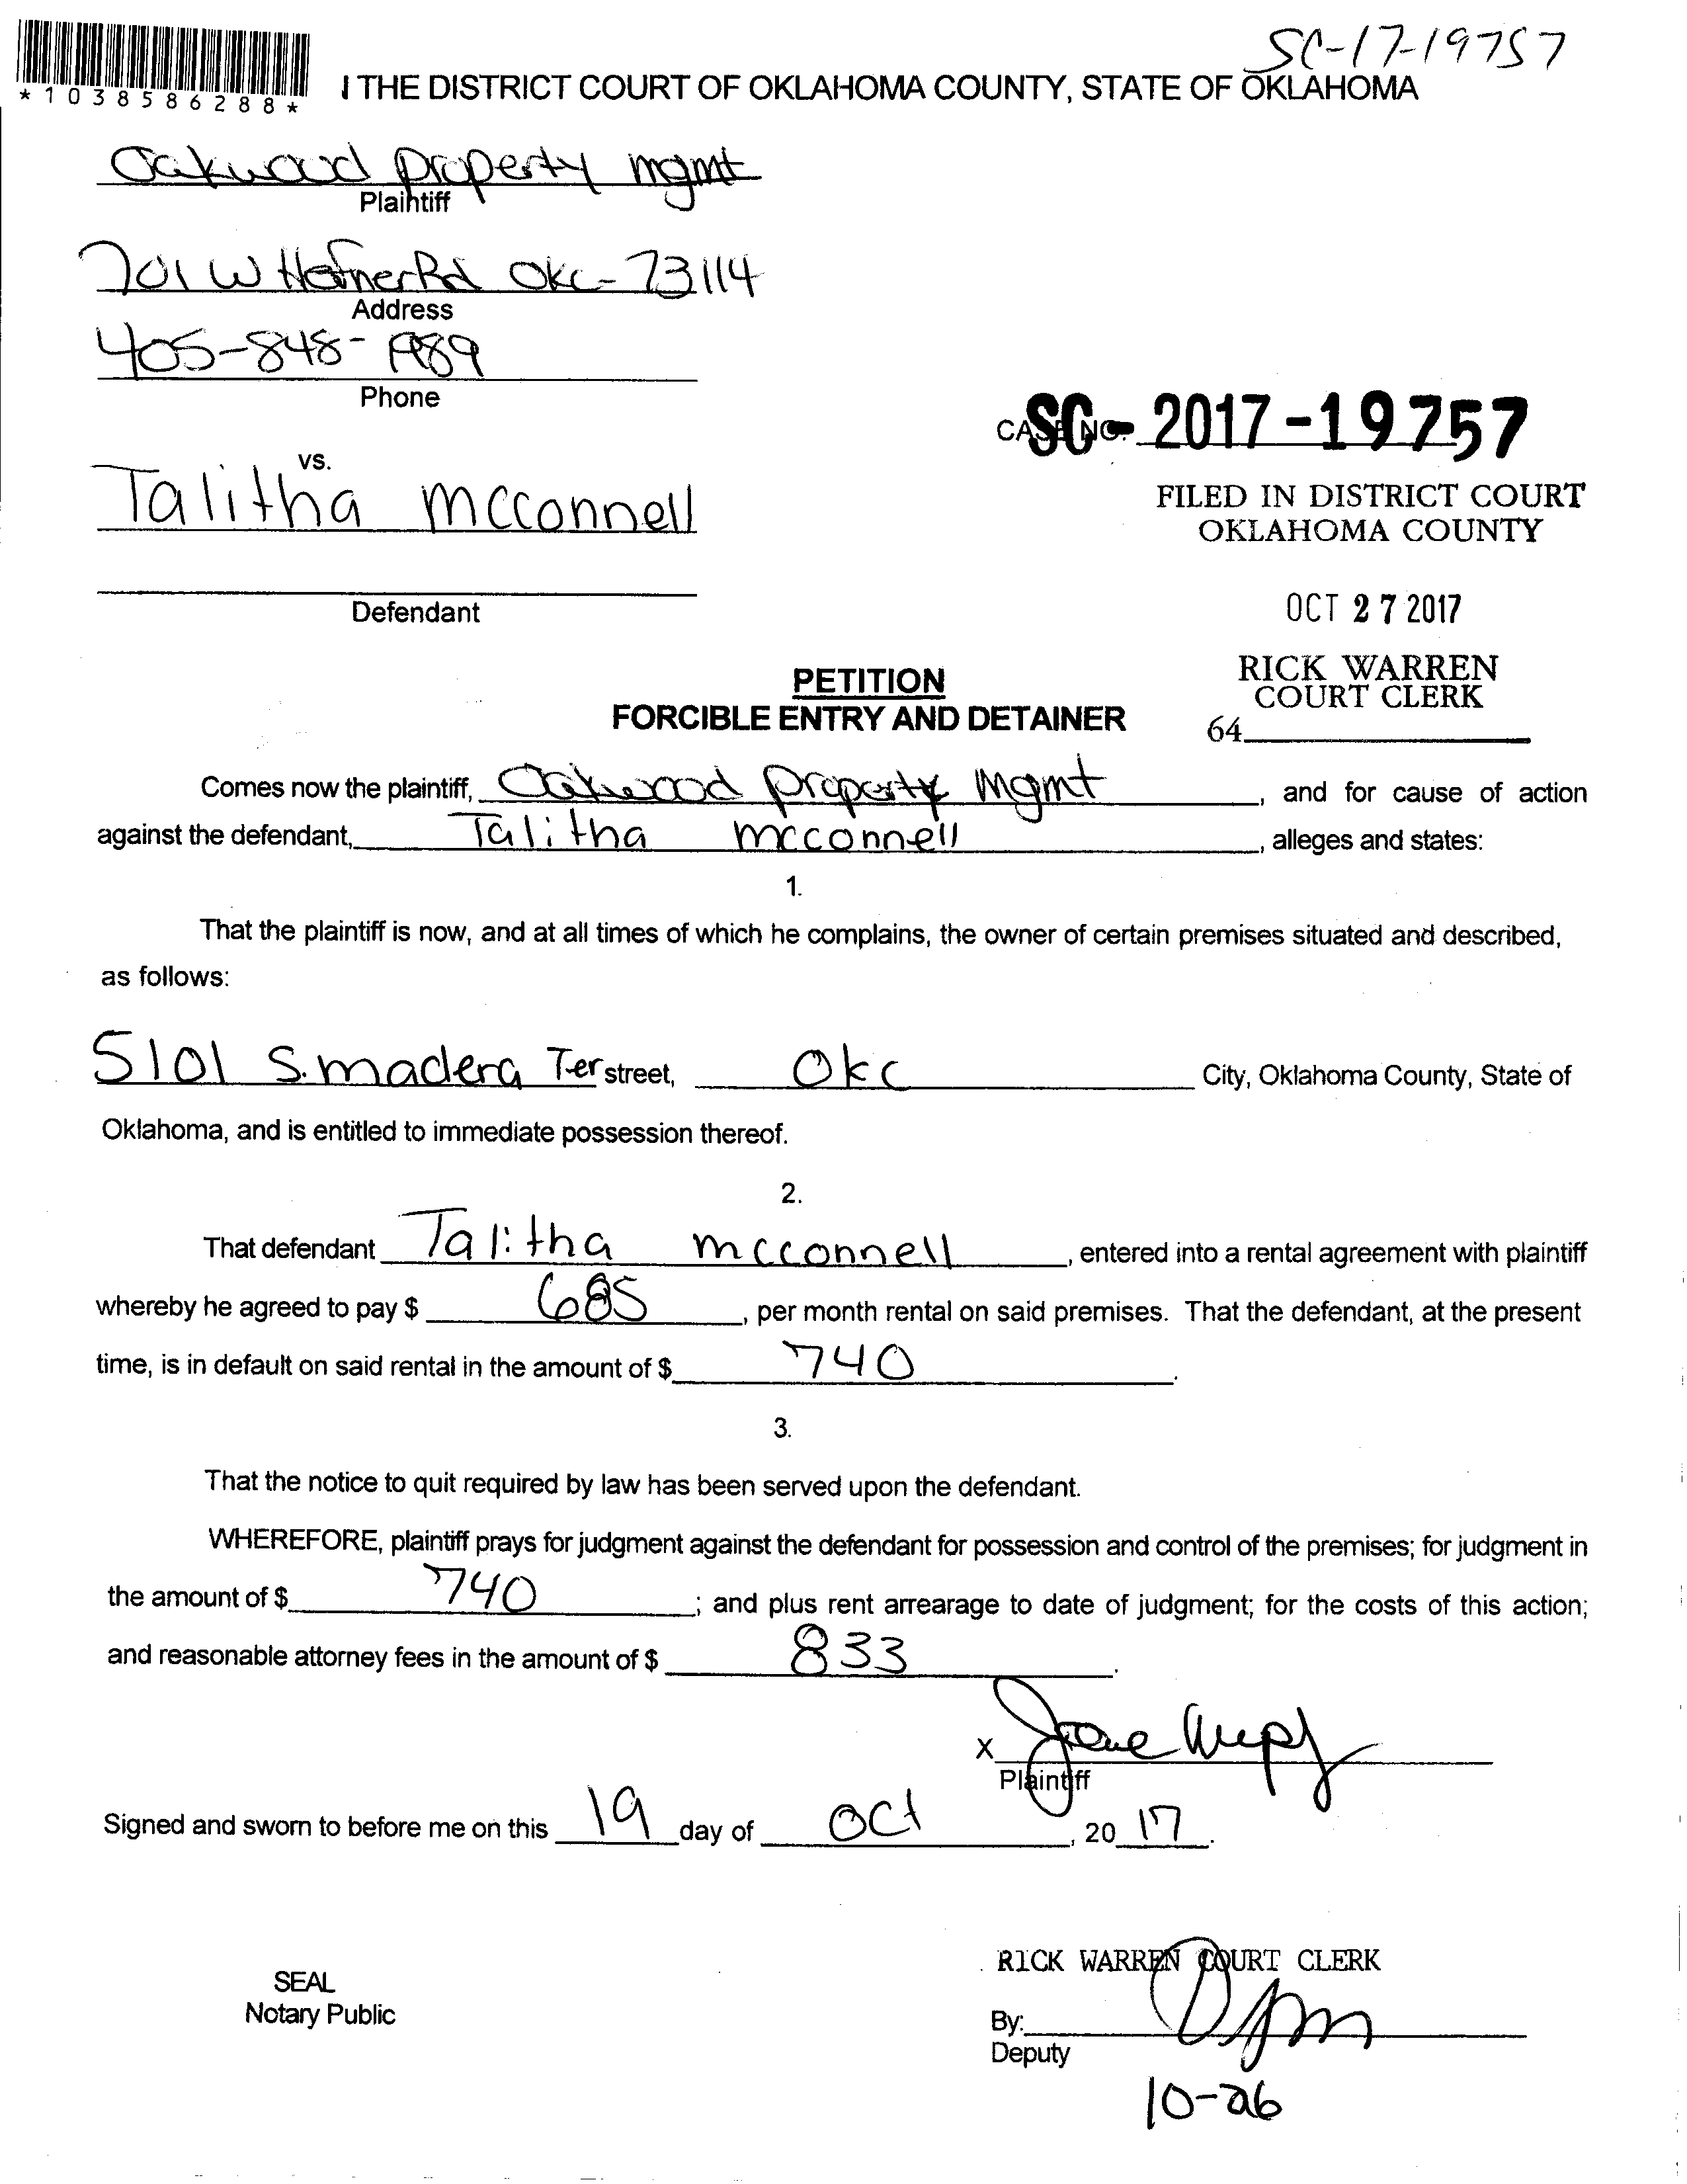 SC-17-19757
*1038586288*
THE DISTRICT COURT OF OKLAHOMA COUNTY, STATE OF OKLAHOMA
Oakwood Property mgmt
Plaintiff
701 W Hefner Rd OKC-73114
Address
405-848-1989
Phone
vs.
Talitha mcconnell
Defendant
CASE NO. SC-2017-19757
FILED IN DISTRICT COURT
OKLAHOMA COUNTY
OCT 27 2017
RICK WARREN
COURT CLERK
64
PETITION
FORCIBLE ENTRY AND DETAINER
Comes now the plaintiff, Oakwood Property Mgmt, and for cause of action
against the defendant, Talitha mcconnell, alleges and states:
1.
That the plaintiff is now, and at all times of which he complains, the owner of certain premises situated and described,
as follows:
5101 S. madera Ter street, OKC City, Oklahoma County, State of
Oklahoma, and is entitled to immediate possession thereof.
2.
That defendant Talitha mcconnell, entered into a rental agreement with plaintiff
whereby he agreed to pay $ 685, per month rental on said premises. That the defendant, at the present
time, is in default on said rental in the amount of $ 740.
3.
That the notice to quit required by law has been served upon the defendant.
WHEREFORE, plaintiff prays for judgment against the defendant for possession and control of the premises; for judgment in
the amount of $ 740; and plus rent arrearage to date of judgment; for the costs of this action;
and reasonable attorney fees in the amount of $ 833.
X
Plaintiff
Signed and sworn to before me on this 19 day of Oct, 2017.
RICK WARREN COURT CLERK
SEAL
Notary Public
By:
Deputy
10-26